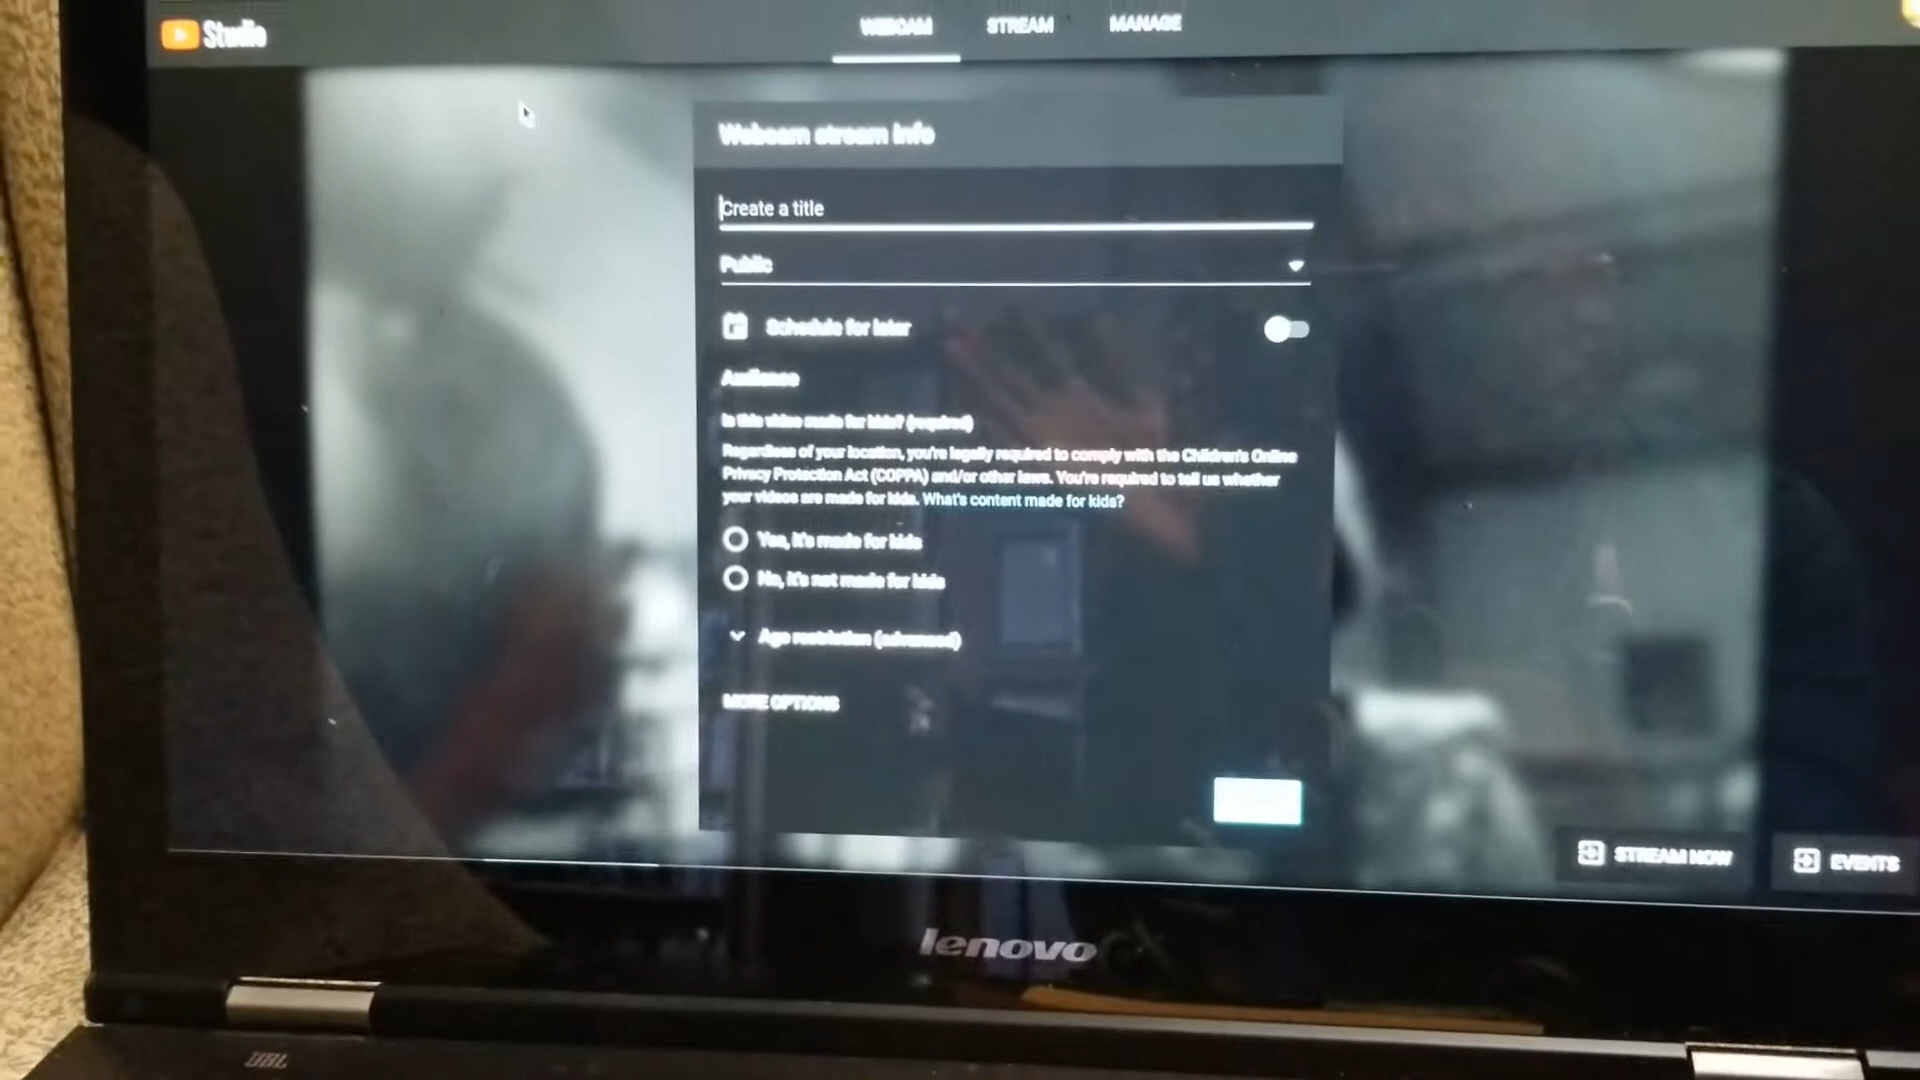 Studio
WEBCAM
STREAM
MANAGE
Webcam stream info
Create a title
Public
Schedule for later
Audience
Is this video made for kids? (required)
Regardless of your location, you're legally required to comply with the Children's Online
Privacy Protection Act (COPPA) and/or other laws. You're required to tell us whether
your videos are made for kids. What's content made for kids?
Yes, it's made for kids
No, it's not made for kids
Age restriction (advanced)
MORE OPTIONS
STREAM NOW
EVENTS
lenovo
JBL